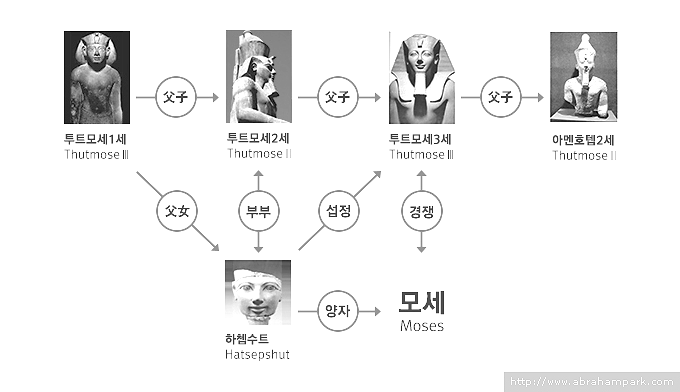 父子
父子
父子
투트모세1세
Thutmose Ⅲ
투트모세2세
Thutmose Ⅱ
투트모세3세
Thutmose Ⅲ
아멘호텝2세
Thutmose Ⅱ
父女
부부
섭정
경쟁
양자
모세
Moses
하쳅수트
Hatsepshut
http://www.abrahampark.com